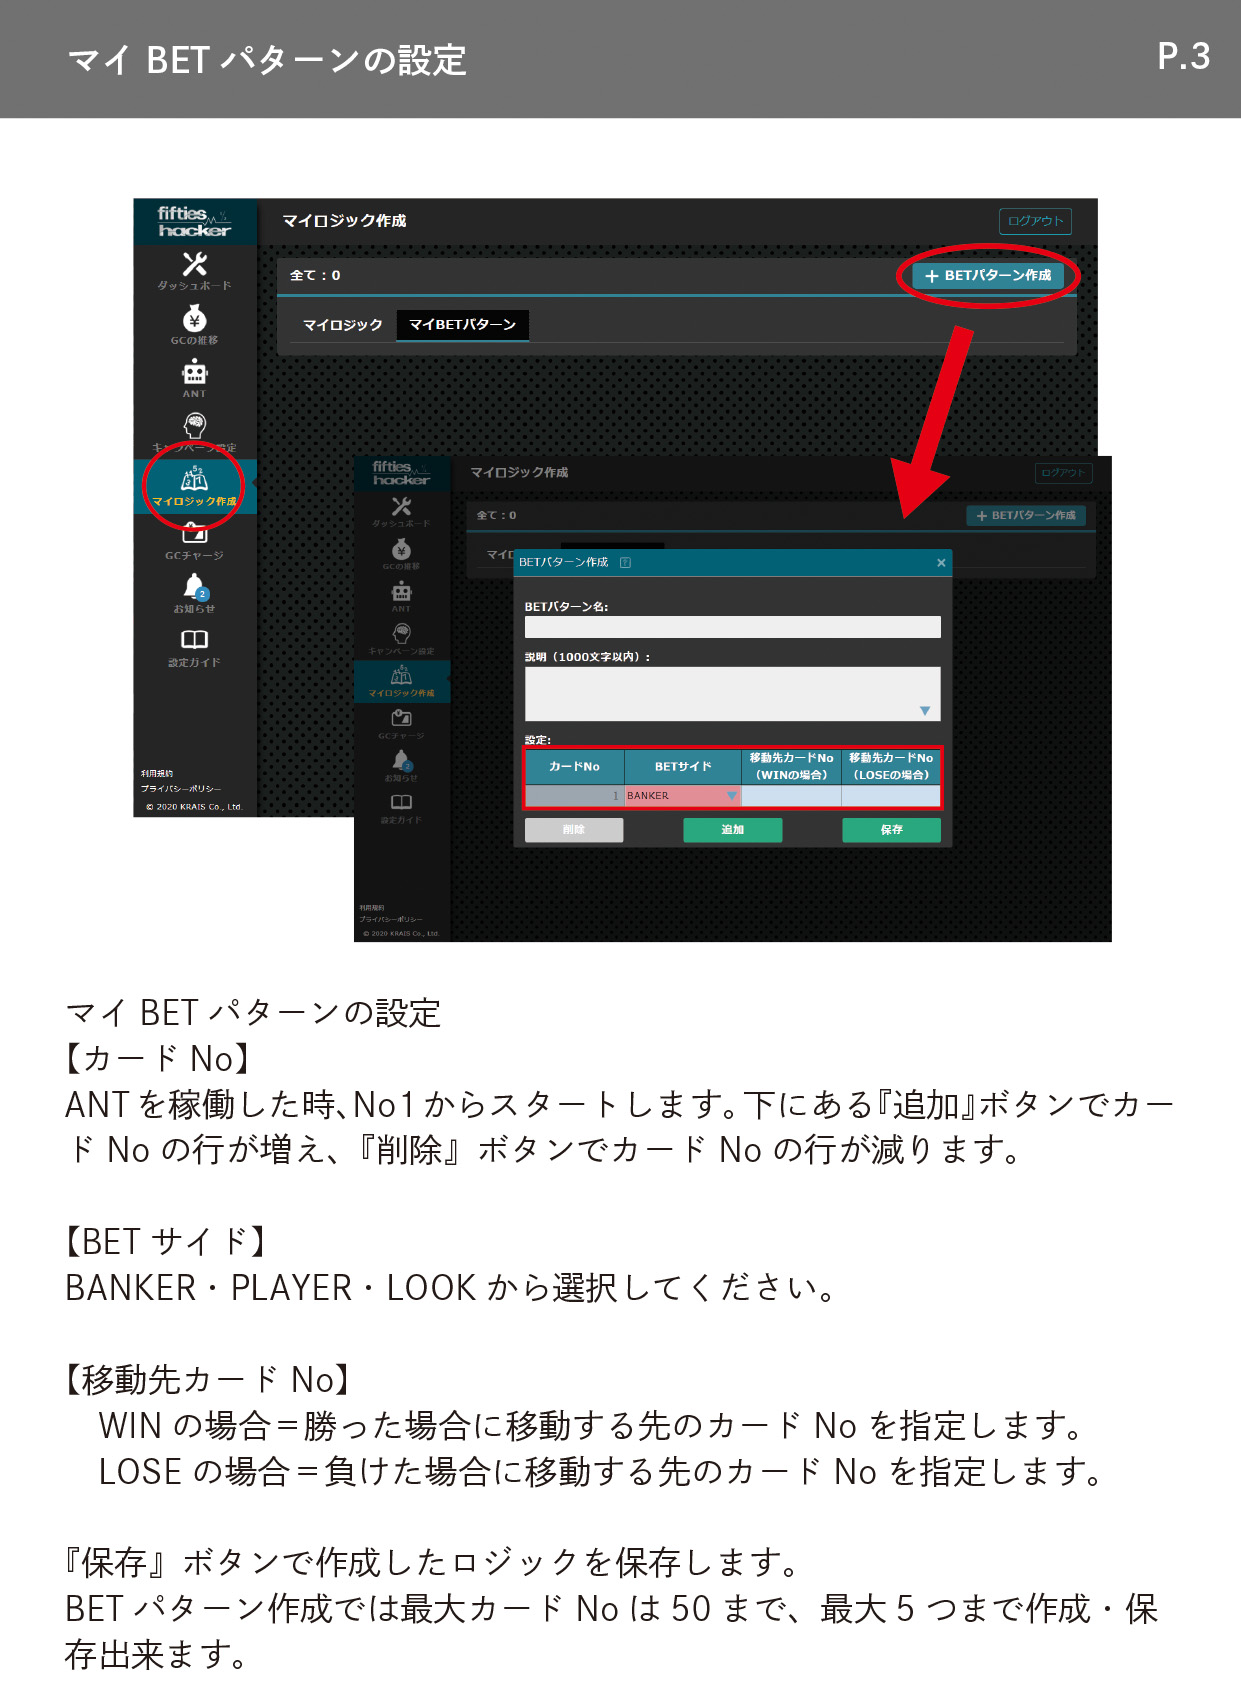 マイ BET パターンの設定
P.3
fifties
hacker
マイロジック作成
ログアウト
ダッシュボード
全て：0
＋ BETパターン作成
マイロジック
マイBETパターン
GCの推移
ANT
キャンペーン設定
マイロジック作成
GCチャージ
2
お知らせ
設定ガイド
利用規約
プライバシーポリシー
© 2020 KRAIS Co., Ltd.
fifties
hacker
マイロジック作成
ログアウト
ダッシュボード
全て：0
＋ BETパターン作成
マイロ
GCの推移
ANT
キャンペーン設定
マイロジック作成
GCチャージ
2
お知らせ
設定ガイド
利用規約
プライバシーポリシー
© 2020 KRAIS Co., Ltd.
BETパターン作成 ?
×
BETパターン名:
説明（1000文字以内）:
設定:
カードNo
BETサイド
移動先カードNo
（WINの場合）
移動先カードNo
（LOSEの場合）
1
BANKER
削除
追加
保存
マイ BET パターンの設定
【カード No】
ANTを稼働した時、No1からスタートします。下にある『追加』ボタンでカー
ド No の行が増え、『削除』ボタンでカード No の行が減ります。
【BET サイド】
BANKER・PLAYER・LOOK から選択してください。
【移動先カード No】
WIN の場合＝勝った場合に移動する先のカード No を指定します。
LOSE の場合＝負けた場合に移動する先のカード No を指定します。
『保存』ボタンで作成したロジックを保存します。
BET パターン作成では最大カード No は 50 まで、最大 5 つまで作成・保
存出来ます。